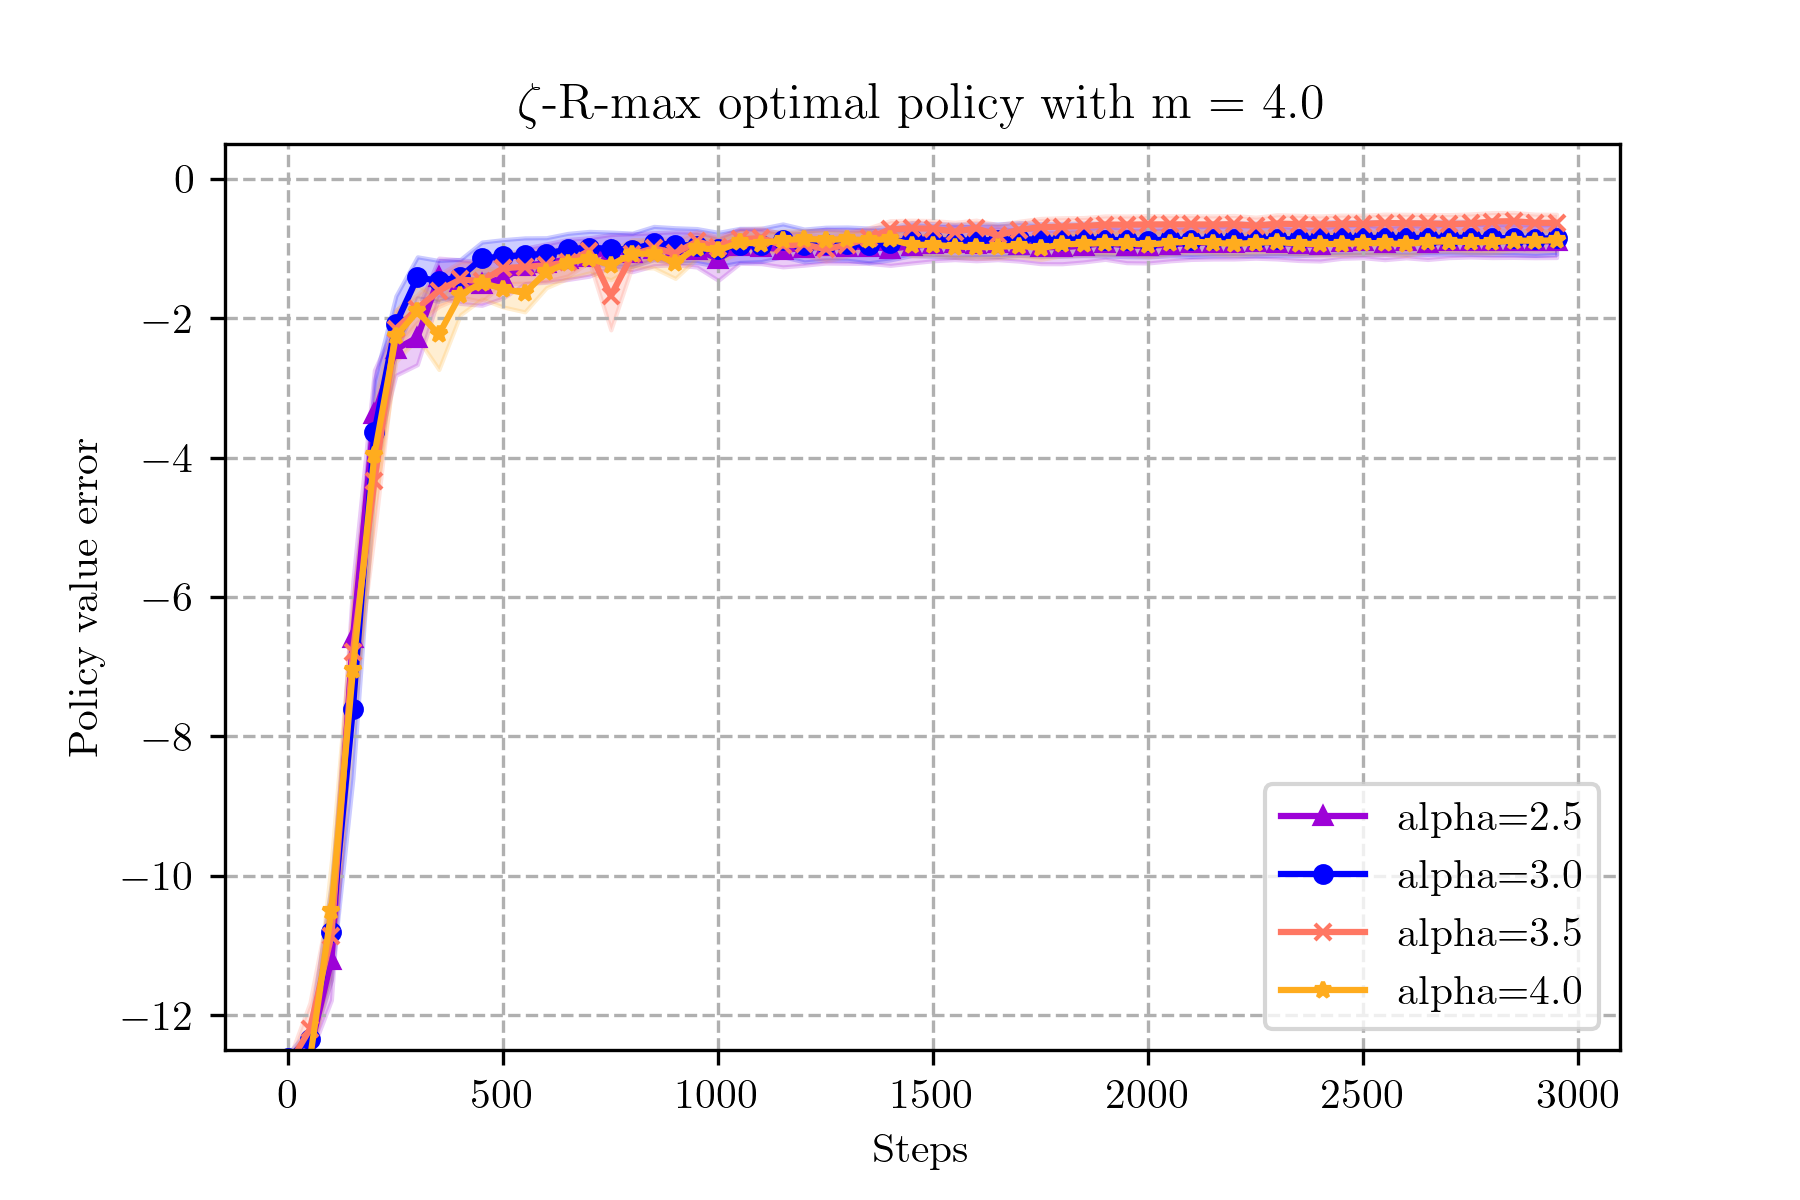 ζ-R-max optimal policy with m = 4.0
0
−2
−4
−6
−8
−10
−12
Policy value error
alpha=2.5
alpha=3.0
alpha=3.5
alpha=4.0
0 500 1000 1500 2000 2500 3000
Steps